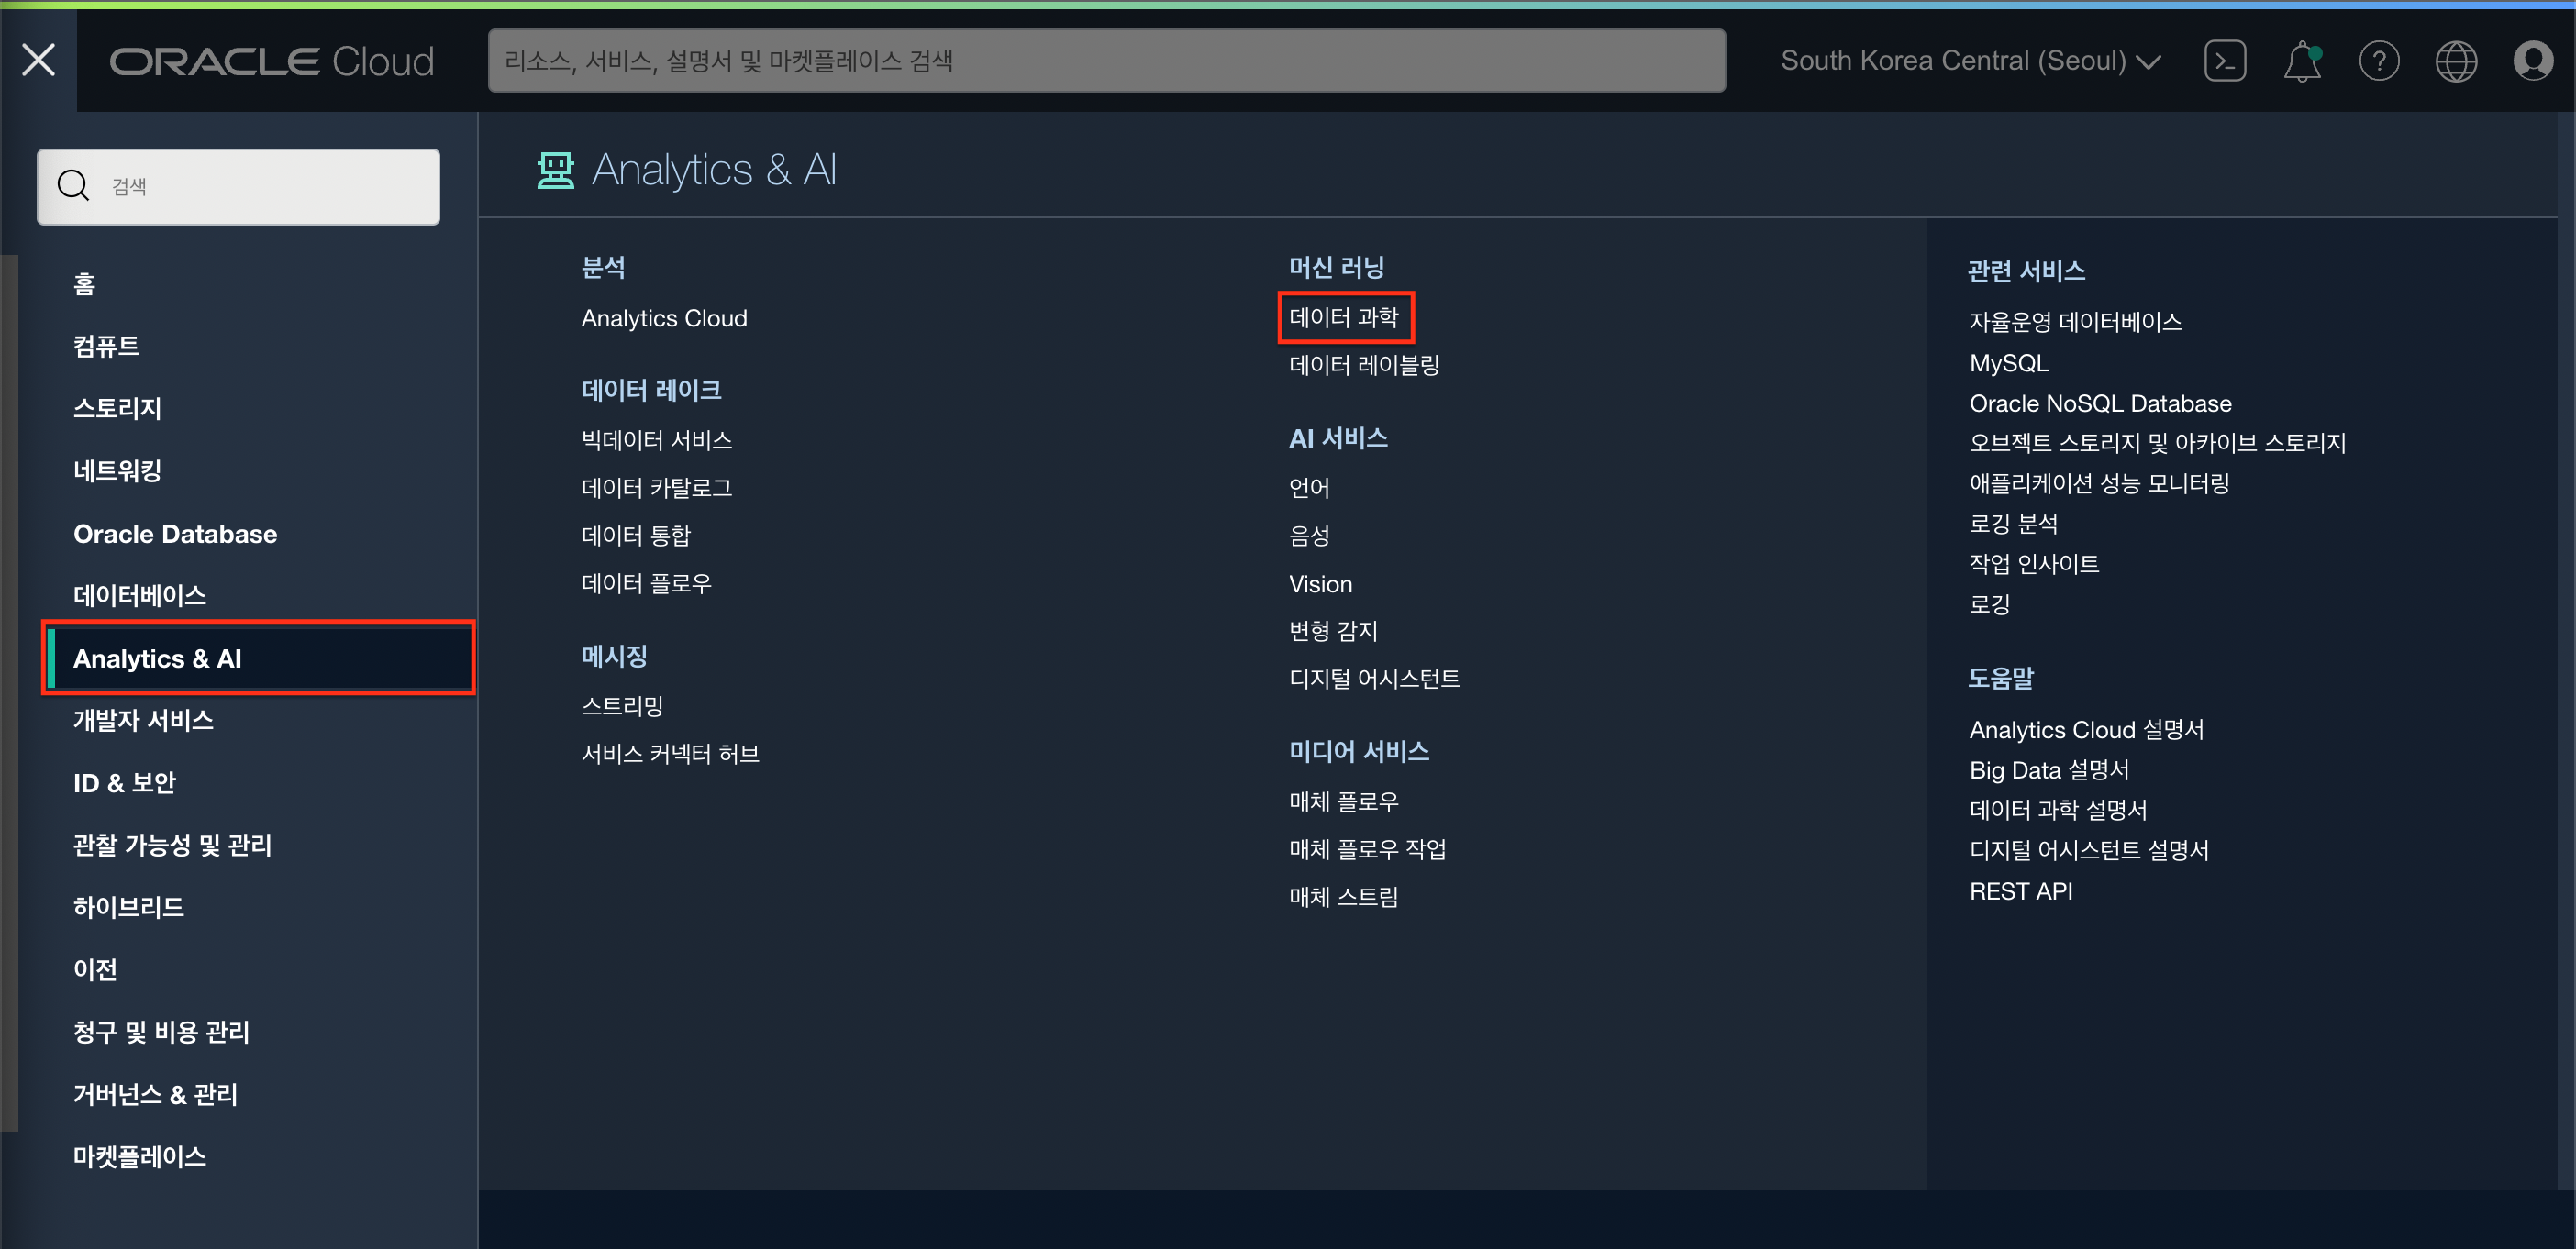 ORACLE Cloud
리소스, 서비스, 설명서 및 마켓플레이스 검색
South Korea Central (Seoul)
검색
홈
컴퓨트
스토리지
네트워킹
Oracle Database
데이터베이스
Analytics & AI
개발자 서비스
ID & 보안
관찰 가능성 및 관리
하이브리드
이전
청구 및 비용 관리
거버넌스 & 관리
마켓플레이스
Analytics & AI
분석
Analytics Cloud
데이터 레이크
빅데이터 서비스
데이터 카탈로그
데이터 통합
데이터 플로우
메시징
스트리밍
서비스 커넥터 허브
머신 러닝
데이터 과학
데이터 레이블링
AI 서비스
언어
음성
Vision
변형 감지
디지털 어시스턴트
미디어 서비스
매체 플로우
매체 플로우 작업
매체 스트림
관련 서비스
자율운영 데이터베이스
MySQL
Oracle NoSQL Database
오브젝트 스토리지 및 아카이브 스토리지
애플리케이션 성능 모니터링
로깅 분석
작업 인사이트
로깅
도움말
Analytics Cloud 설명서
Big Data 설명서
데이터 과학 설명서
디지털 어시스턴트 설명서
REST API